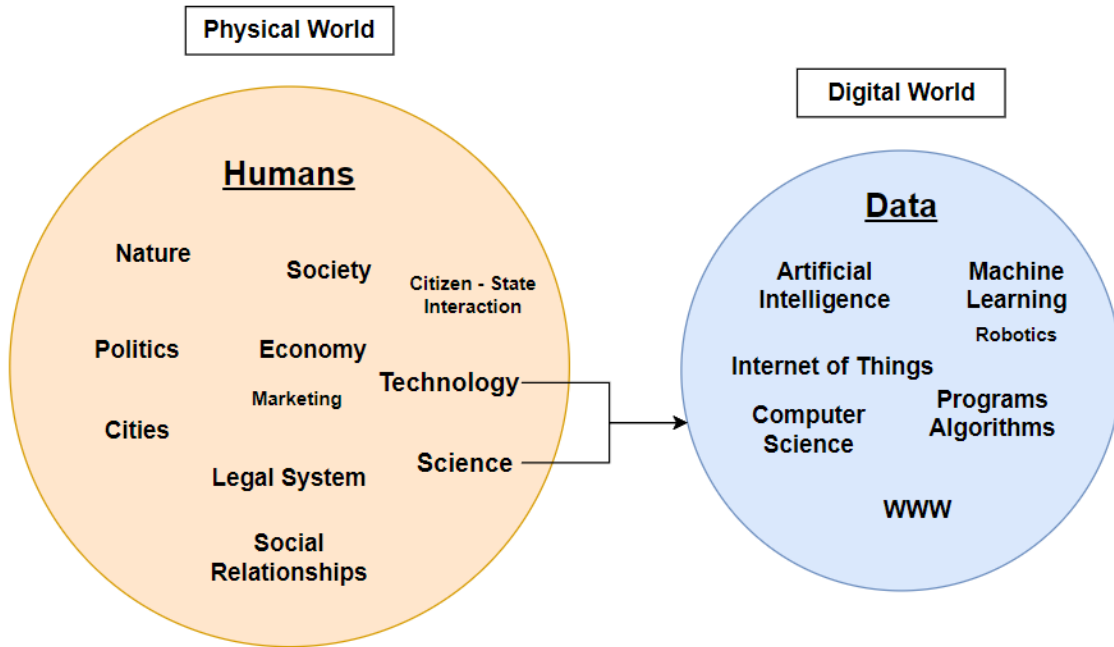 Physical World
Humans
Nature
Society
Citizen - State
Interaction
Politics
Economy
Marketing
Technology
Cities
Legal System
Science
Social
Relationships
Digital World
Data
Artificial
Intelligence
Machine
Learning
Robotics
Internet of Things
Computer
Science
Programs
Algorithms
WWW